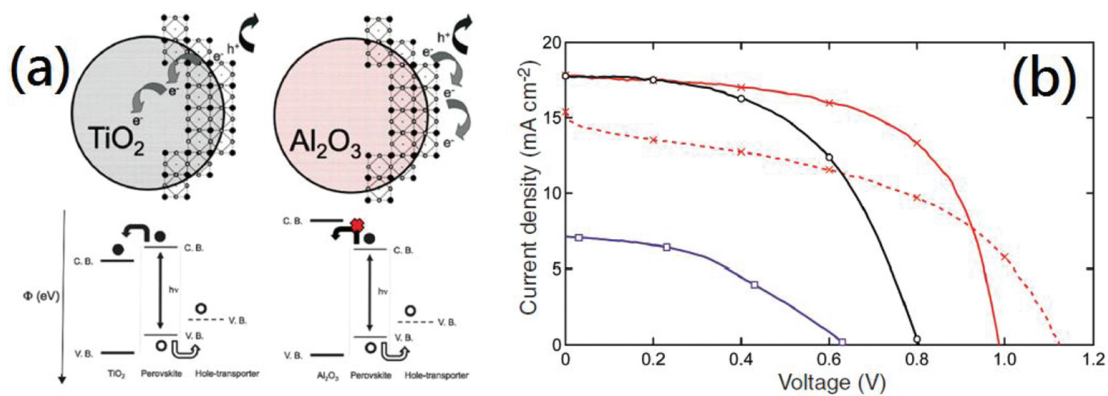 (a)
h⁺
e⁻
e⁻
e⁻
TiO₂
h⁺
e⁻
e⁻
e⁻
Al₂O₃
Φ (eV)
C. B.
C. B.
hν
V. B.
V. B.
V. B.
TiO₂ Perovskite Hole-transporter
C. B.
C. B.
hν
V. B.
V. B.
V. B.
Al₂O₃ Perovskite Hole-transporter
(b)
Current density (mA cm⁻²)
20
15
10
5
0
0 0.2 0.4 0.6 0.8 1.0 1.2
Voltage (V)